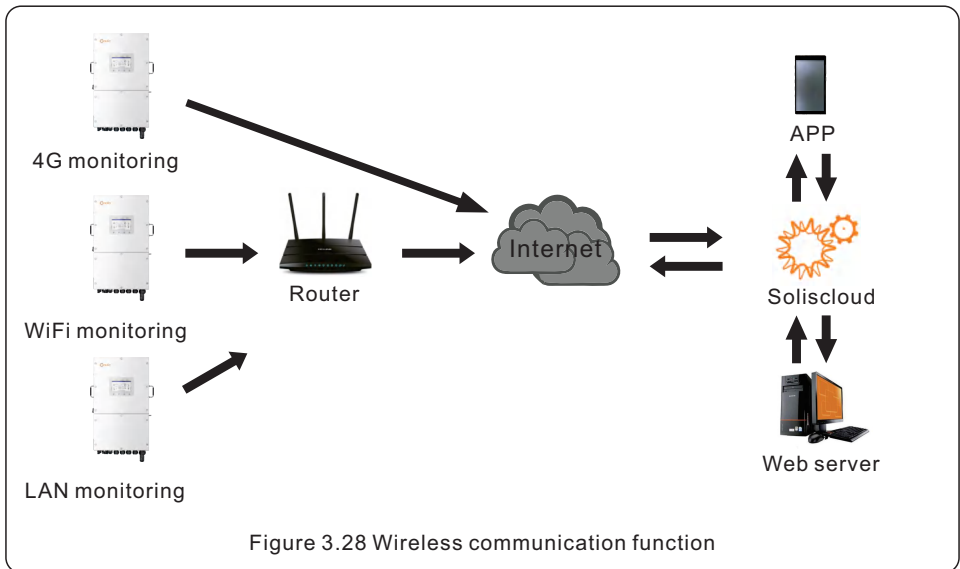 4G monitoring
APP
WiFi monitoring
Router
Internet
Soliscloud
LAN monitoring
Web server
Figure 3.28 Wireless communication function